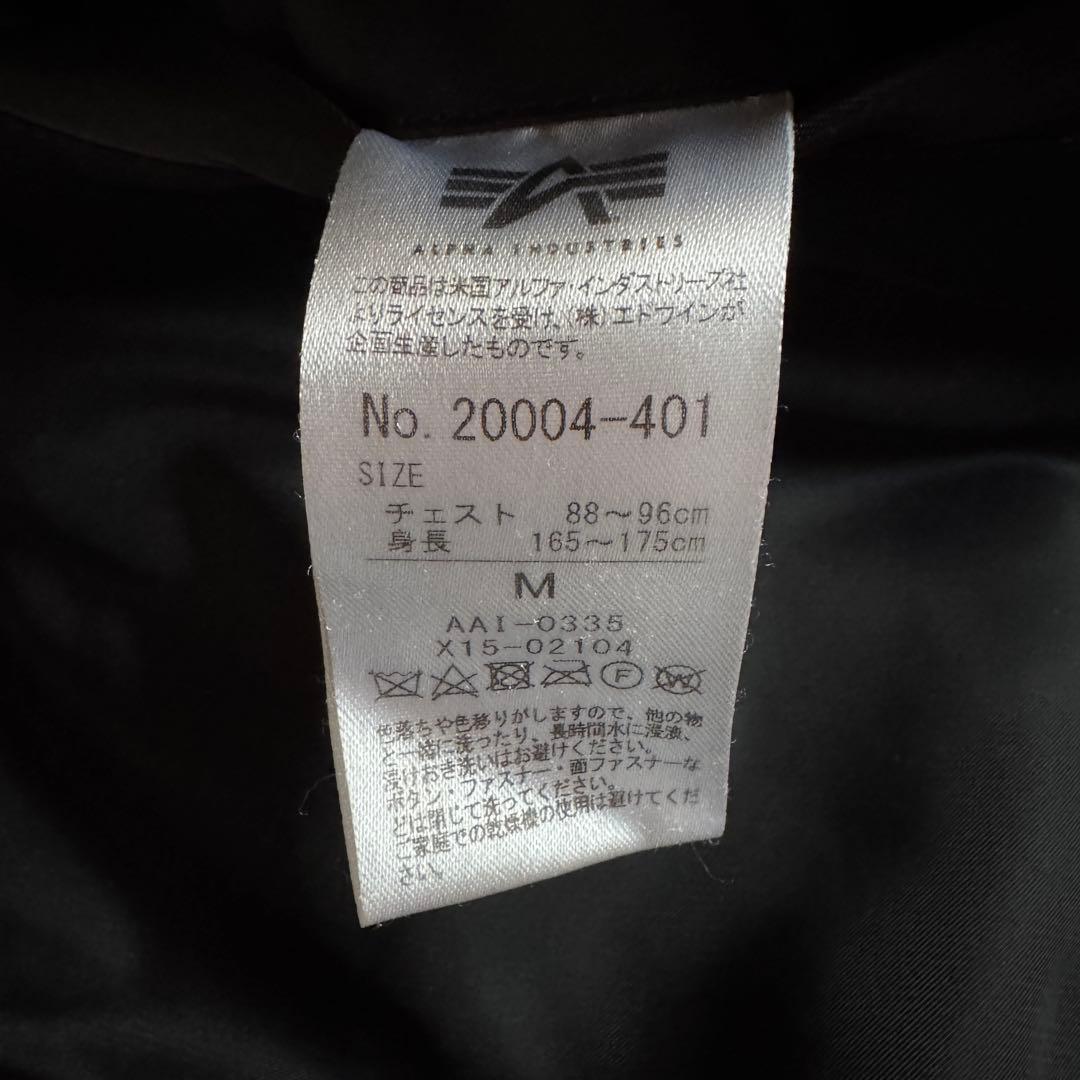 ALPHA INDUSTRIES
この商品は米国アルファ・インダストリーズ社
よりライセンスを受け、(株)エドウインが
企画生産したものです。
No. 20004-401
SIZE
チェスト 88～96cm
身長 165～175cm
M
AAI-0335
X15-02104
F W
色落ちや色移りがしますので、他の物
と一緒に洗ったり、長時間水に浸漬、
漬けおき洗いはお避けください。
ボタン・ファスナー・面ファスナーな
どは閉じて洗ってください。
ご家庭での乾燥機の使用は避けてくだ
さい。